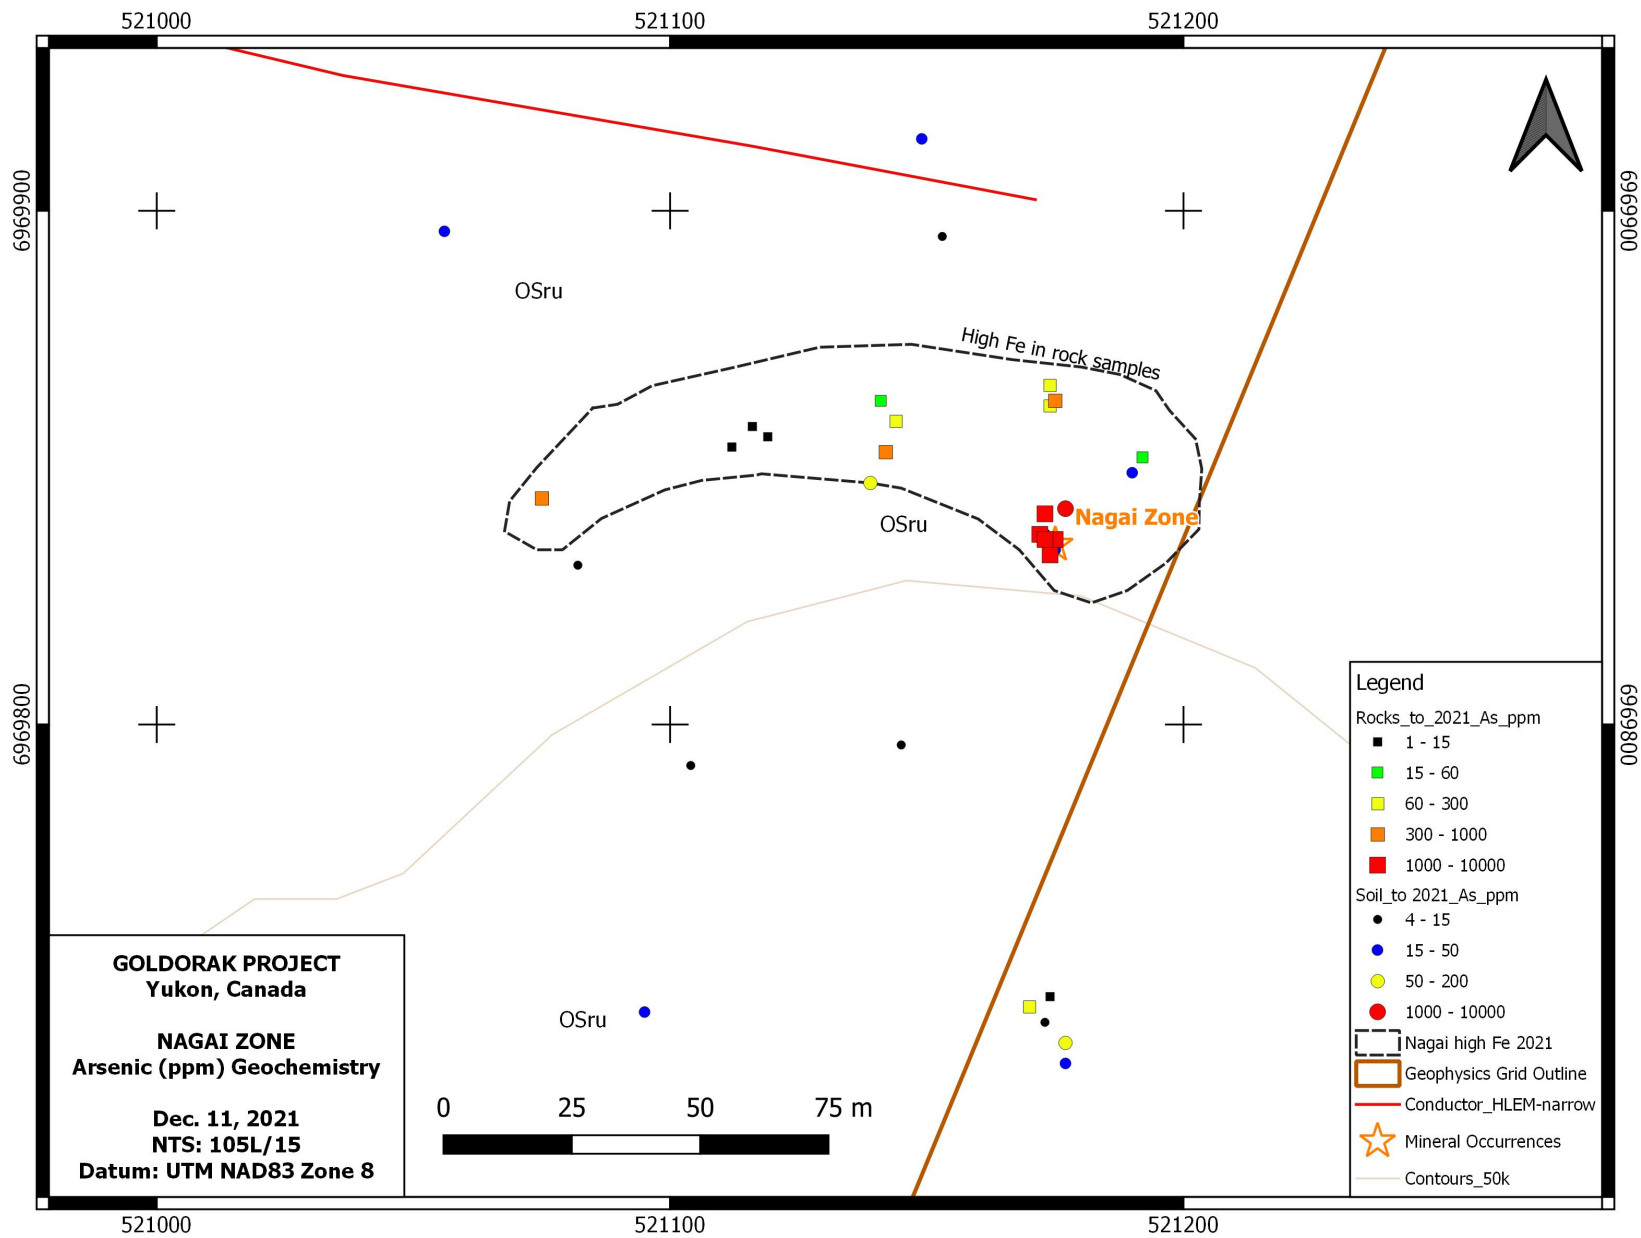 521000
521100
521200
6969900
6969900
OSru
High Fe in rock samples
Nagai Zone
OSru
6969800
6969800
Legend
Rocks_to_2021_As_ppm
1 - 15
15 - 60
60 - 300
300 - 1000
1000 - 10000
Soil_to 2021_As_ppm
4 - 15
15 - 50
50 - 200
1000 - 10000
Nagai high Fe 2021
Geophysics Grid Outline
Conductor_HLEM-narrow
Mineral Occurrences
Contours_50k
GOLDORAK PROJECT
Yukon, Canada
NAGAI ZONE
Arsenic (ppm) Geochemistry
Dec. 11, 2021
NTS: 105L/15
Datum: UTM NAD83 Zone 8
OSru
0 25 50 75 m
521000
521100
521200